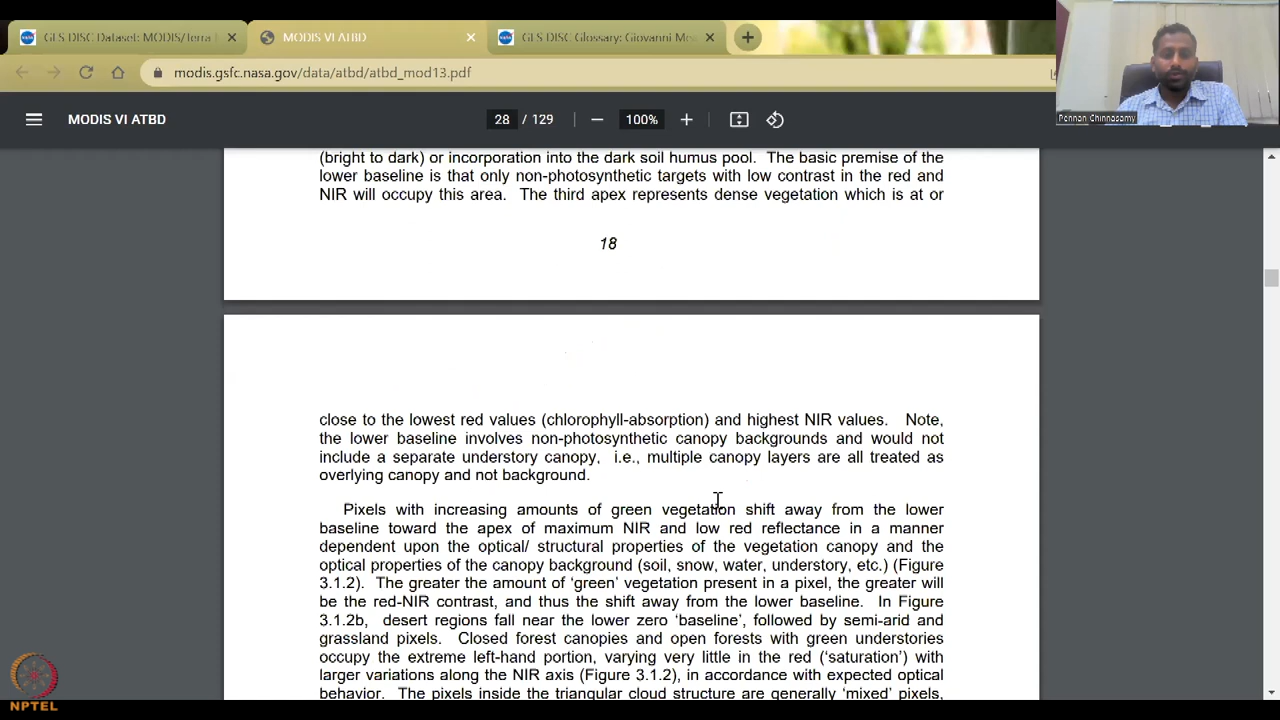 GES DISC Dataset: MODIS/Terra
MODIS VI ATBD
GES DISC Glossary: Giovanni
modis.gsfc.nasa.gov/data/atbd/atbd_mod13.pdf
Pennan Chinnasamy
MODIS VI ATBD
28 / 129
100%
(bright to dark) or incorporation into the dark soil humus pool. The basic premise of the
lower baseline is that only non-photosynthetic targets with low contrast in the red and
NIR will occupy this area. The third apex represents dense vegetation which is at or
18
close to the lowest red values (chlorophyll-absorption) and highest NIR values. Note,
the lower baseline involves non-photosynthetic canopy backgrounds and would not
include a separate understory canopy, i.e., multiple canopy layers are all treated as
overlying canopy and not background.
Pixels with increasing amounts of green vegetation shift away from the lower
baseline toward the apex of maximum NIR and low red reflectance in a manner
dependent upon the optical/ structural properties of the vegetation canopy and the
optical properties of the canopy background (soil, snow, water, understory, etc.) (Figure
3.1.2). The greater the amount of 'green' vegetation present in a pixel, the greater will
be the red-NIR contrast, and thus the shift away from the lower baseline. In Figure
3.1.2b, desert regions fall near the lower zero 'baseline', followed by semi-arid and
grassland pixels. Closed forest canopies and open forests with green understories
occupy the extreme left-hand portion, varying very little in the red ('saturation') with
larger variations along the NIR axis (Figure 3.1.2), in accordance with expected optical
behavior. The pixels inside the triangular cloud structure are generally 'mixed' pixels,
NPTEL